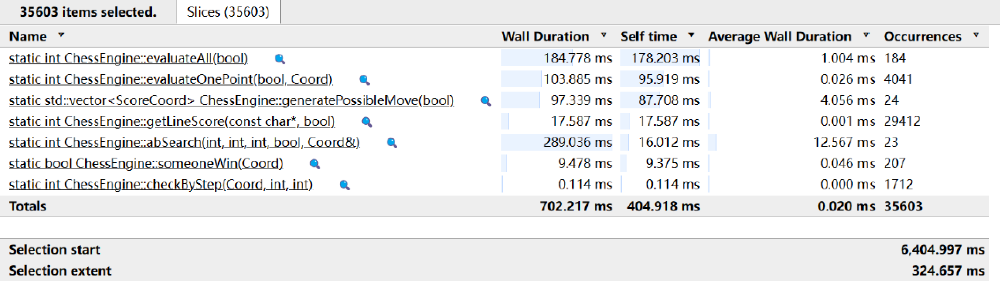 35603 items selected. Slices (35603)
Name Wall Duration Self time Average Wall Duration Occurrences
static int ChessEngine::evaluateAll(bool) 184.778 ms 178.203 ms 1.004 ms 184
static int ChessEngine::evaluateOnePoint(bool, Coord) 103.885 ms 95.919 ms 0.026 ms 4041
static std::vector<ScoreCoord> ChessEngine::generatePossibleMove(bool) 97.339 ms 87.708 ms 4.056 ms 24
static int ChessEngine::getLineScore(const char*, bool) 17.587 ms 17.587 ms 0.001 ms 29412
static int ChessEngine::abSearch(int, int, int, bool, Coord&) 289.036 ms 16.012 ms 12.567 ms 23
static bool ChessEngine::someoneWin(Coord) 9.478 ms 9.375 ms 0.046 ms 207
static int ChessEngine::checkByStep(Coord, int, int) 0.114 ms 0.114 ms 0.000 ms 1712
Totals 702.217 ms 404.918 ms 0.020 ms 35603
Selection start 6,404.997 ms
Selection extent 324.657 ms